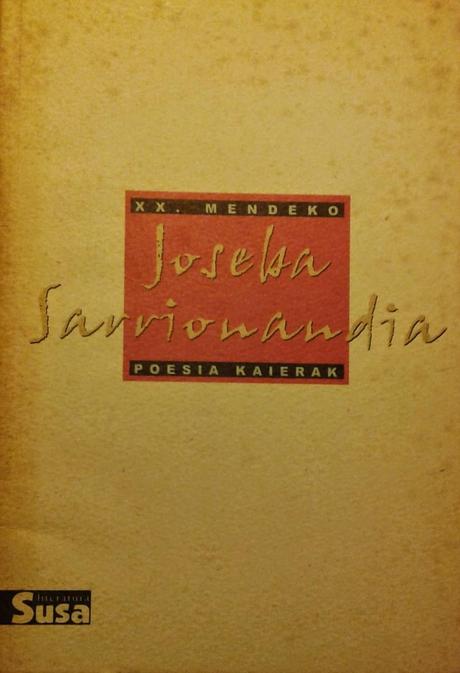 XX. MENDEKO
Joseba
Sarrionandia
POESIA KAIERAK
literatura
Susa